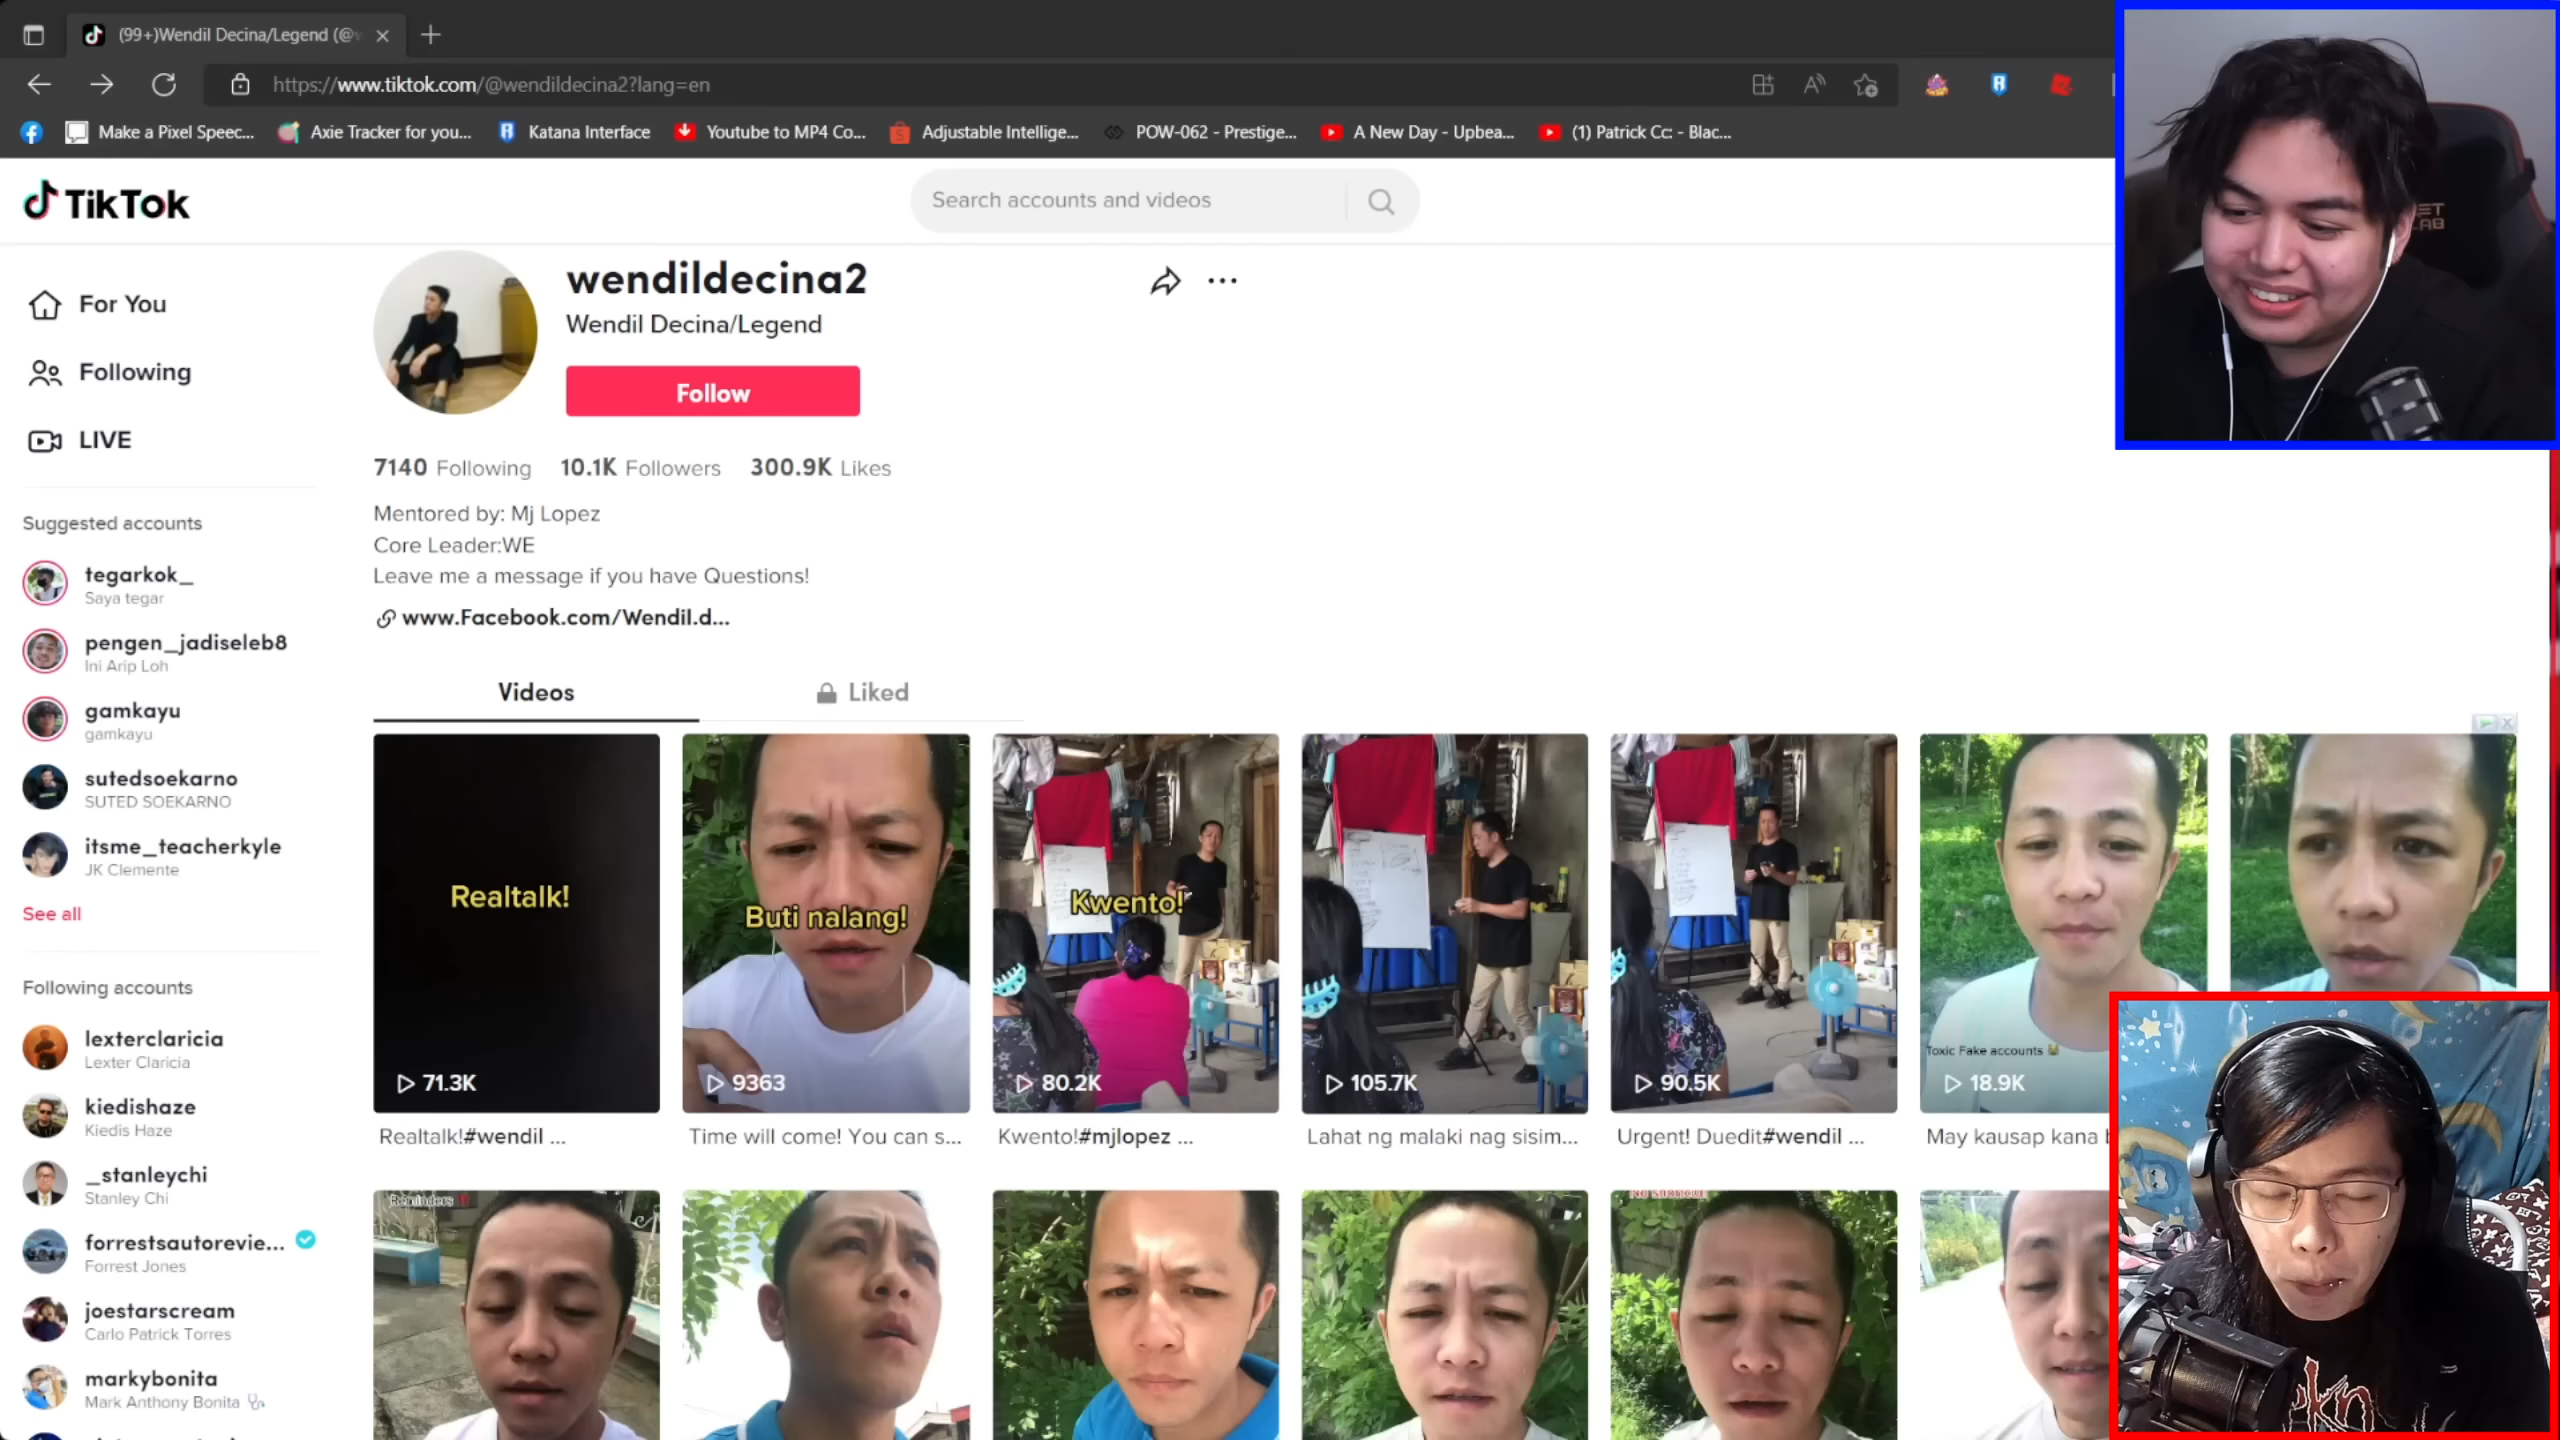 (99+)Wendil Decina/Legend (@w
https://www.tiktok.com/@wendildecina2?lang=en
Make a Pixel Speec...
Axie Tracker for you...
Katana Interface
Youtube to MP4 Co...
Adjustable Intellige...
POW-062 - Prestige...
A New Day - Upbea...
(1) Patrick Cc: - Blac...
TikTok
Search accounts and videos
For You
Following
LIVE
Suggested accounts
tegarkok_
Saya tegar
pengen_jadiseleb8
Ini Arip Loh
gamkayu
gamkayu
sutedsoekarno
SUTED SOEKARNO
itsme_teacherkyle
JK Clemente
See all
Following accounts
lexterclaricia
Lexter Claricia
kiedishaze
Kiedis Haze
_stanleychi
Stanley Chi
forrestsautorevie...
Forrest Jones
joestarscream
Carlo Patrick Torres
markybonita
Mark Anthony Bonita
wendildecina2
Wendil Decina/Legend
Follow
7140 Following 10.1K Followers 300.9K Likes
Mentored by: Mj Lopez
Core Leader:WE
Leave me a message if you have Questions!
www.Facebook.com/Wendil.d...
Videos
Liked
Realtalk!
71.3K
Realtalk!#wendil ...
Buti nalang!
9363
Time will come! You can s...
Kwento!
80.2K
Kwento!#mjlopez ...
105.7K
Lahat ng malaki nag sisim...
90.5K
Urgent! Duedit#wendil ...
Toxic Fake accounts
18.9K
May kausap kana
Reminders